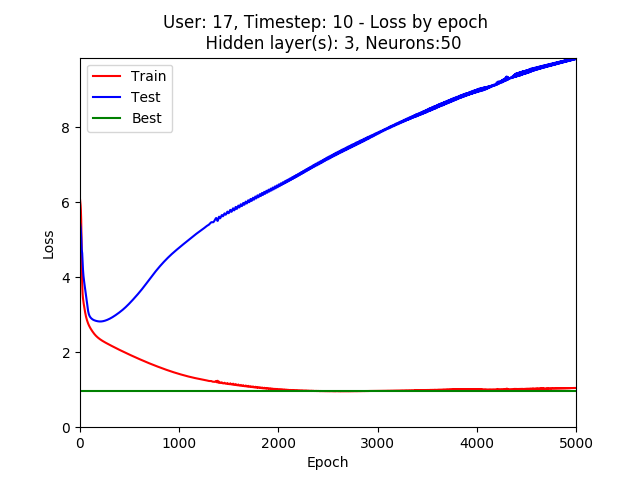 User: 17, Timestep: 10 - Loss by epoch
Hidden layer(s): 3, Neurons:50
Train
Test
Best
8
6
4
2
0
Loss
0 1000 2000 3000 4000 5000
Epoch